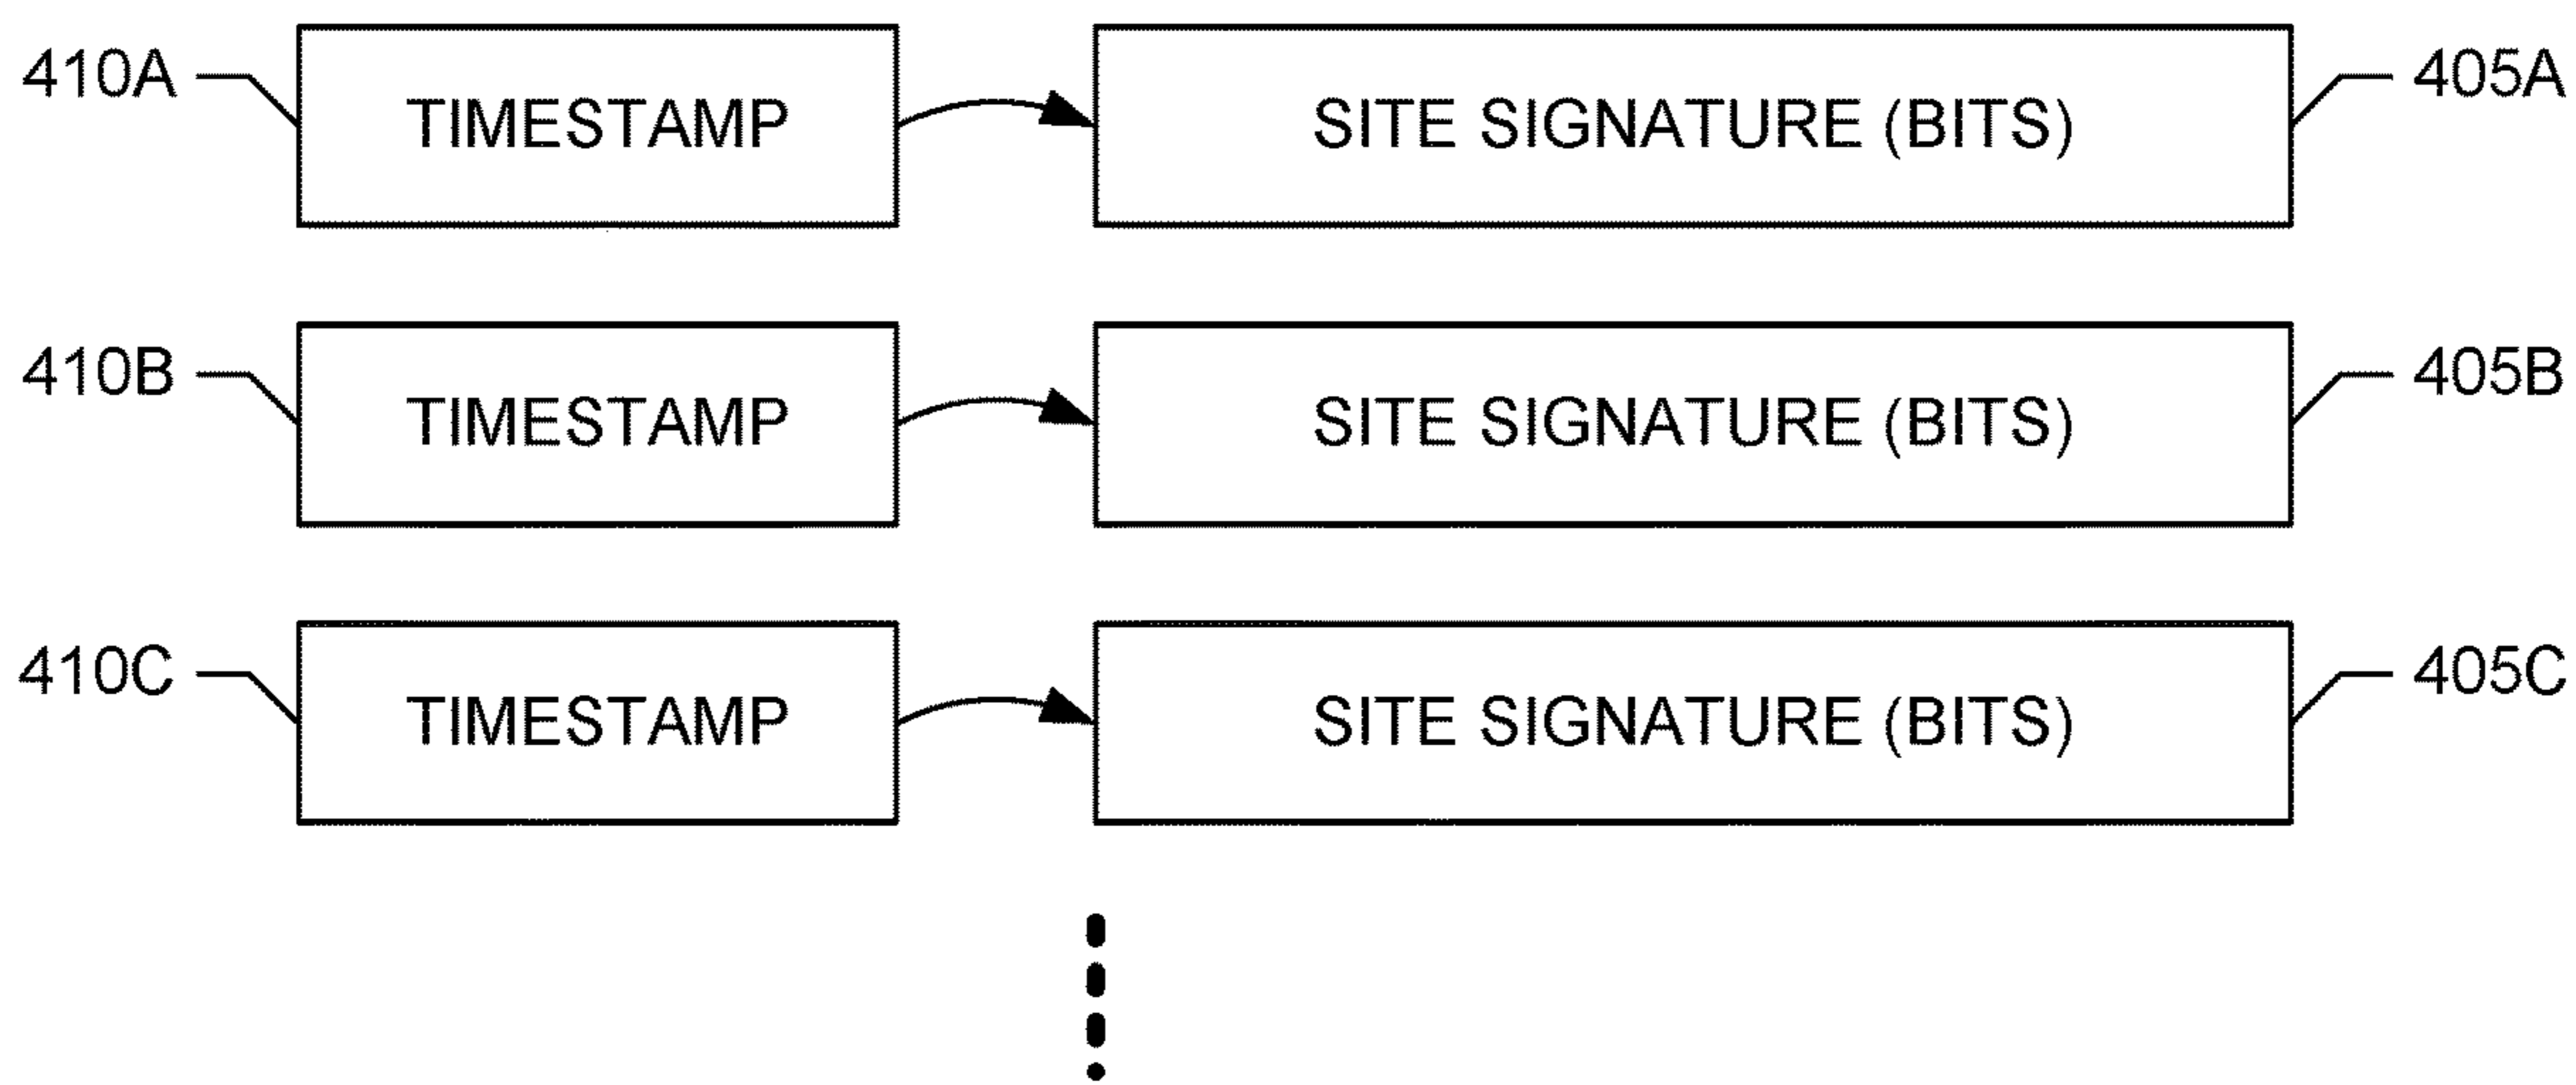 410A TIMESTAMP SITE SIGNATURE (BITS) 405A
410B TIMESTAMP SITE SIGNATURE (BITS) 405B
410C TIMESTAMP SITE SIGNATURE (BITS) 405C